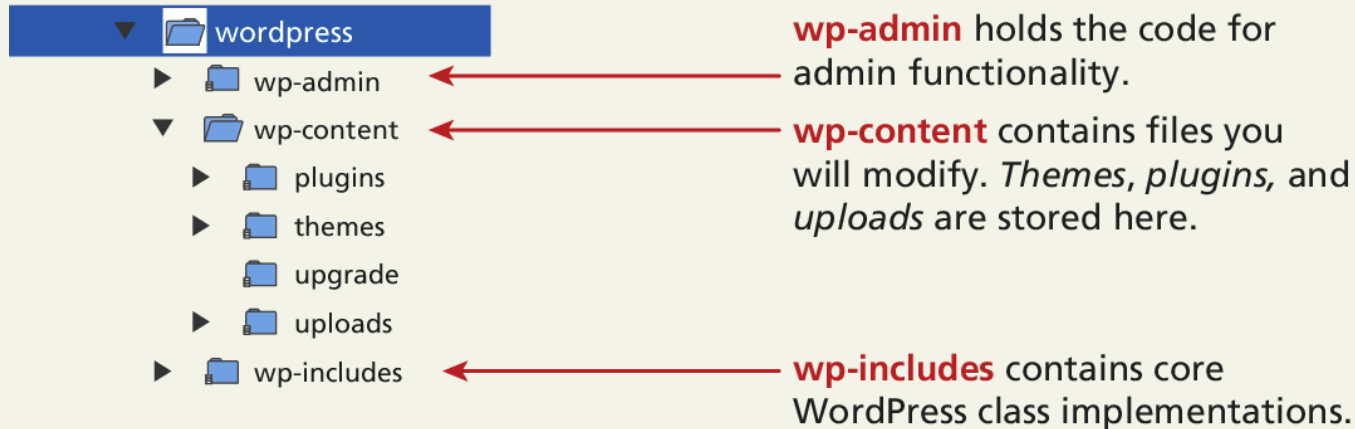 wordpress
wp-admin
wp-content
plugins
themes
upgrade
uploads
wp-includes
wp-admin holds the code for
admin functionality.
wp-content contains files you
will modify. Themes, plugins, and
uploads are stored here.
wp-includes contains core
WordPress class implementations.